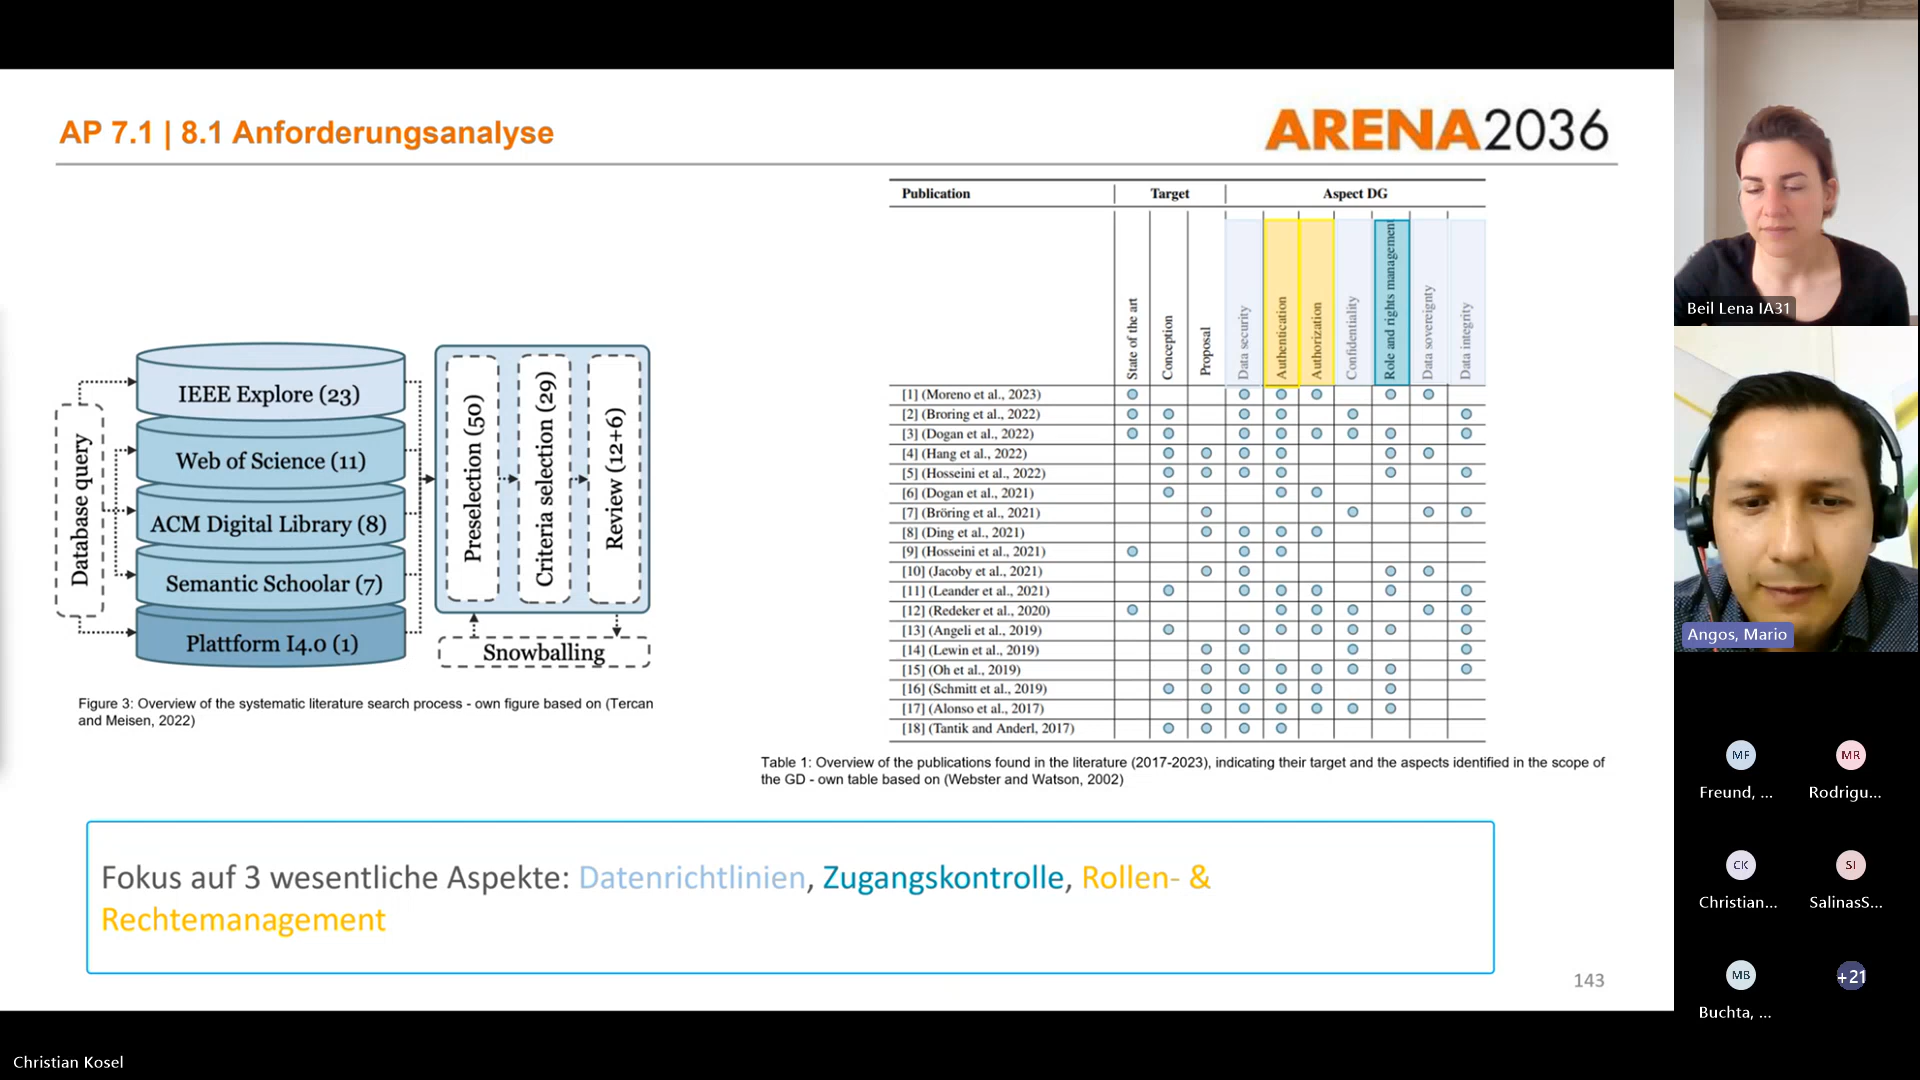 AP 7.1 | 8.1 Anforderungsanalyse
ARENA2036
Database query
IEEE Explore (23)
Web of Science (11)
ACM Digital Library (8)
Semantic Schoolar (7)
Plattform I4.0 (1)
Preselection (50)
Criteria selection (29)
Review (12+6)
Snowballing
Figure 3: Overview of the systematic literature search process - own figure based on (Tercan
and Meisen, 2022)
Publication Target Aspect DG
State of the art
Conception
Proposal
Data security
Authentication
Authorization
Confidentiality
Role and rights management
Data sovereignty
Data integrity
[1] (Moreno et al., 2023)
[2] (Broring et al., 2022)
[3] (Dogan et al., 2022)
[4] (Hang et al., 2022)
[5] (Hosseini et al., 2022)
[6] (Dogan et al., 2021)
[7] (Bröring et al., 2021)
[8] (Ding et al., 2021)
[9] (Hosseini et al., 2021)
[10] (Jacoby et al., 2021)
[11] (Leander et al., 2021)
[12] (Redeker et al., 2020)
[13] (Angeli et al., 2019)
[14] (Lewin et al., 2019)
[15] (Oh et al., 2019)
[16] (Schmitt et al., 2019)
[17] (Alonso et al., 2017)
[18] (Tantik and Anderl, 2017)
Table 1: Overview of the publications found in the literature (2017-2023), indicating their target and the aspects identified in the scope of
the GD - own table based on (Webster and Watson, 2002)
Fokus auf 3 wesentliche Aspekte: Datenrichtlinien, Zugangskontrolle, Rollen- &
Rechtemanagement
143
Christian Kosel
Beil Lena IA31
Angos, Mario
MF
Freund, ...
MR
Rodrigu...
CK
Christian...
SI
SalinasS...
MB
Buchta, ...
+21